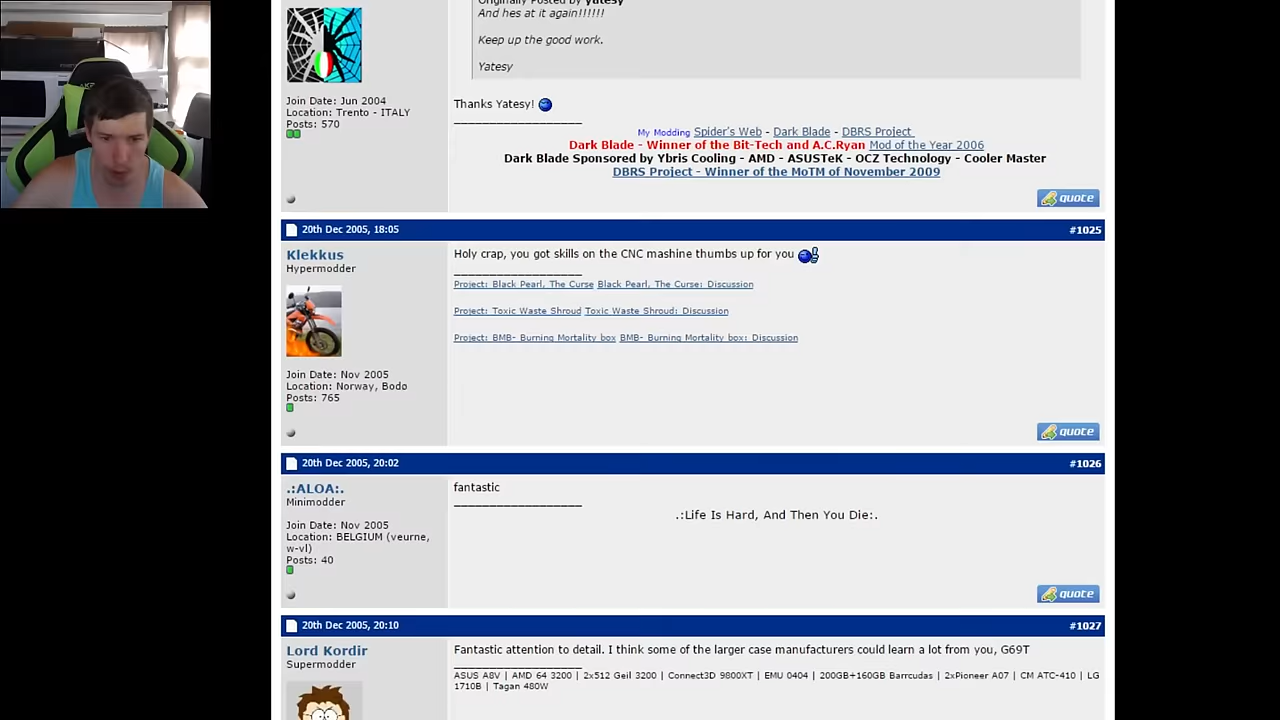 Originally Posted by yatesy
And hes at it again!!!!!!
Keep up the good work.
Yatesy
Join Date: Jun 2004
Location: Trento - ITALY
Posts: 570
Thanks Yatesy!
My Modding Spider's Web - Dark Blade - DBRS Project
Dark Blade - Winner of the Bit-Tech and A.C.Ryan Mod of the Year 2006
Dark Blade Sponsored by Ybris Cooling - AMD - ASUSTeK - OCZ Technology - Cooler Master
DBRS Project - Winner of the MoTM of November 2009
quote
20th Dec 2005, 18:05
#1025
Klekkus
Hypermodder
Join Date: Nov 2005
Location: Norway, Bodø
Posts: 765
Holy crap, you got skills on the CNC mashine thumbs up for you
Project: Black Pearl, The Curse Black Pearl, The Curse: Discussion
Project: Toxic Waste Shroud Toxic Waste Shroud: Discussion
Project: BMB- Burning Mortality box BMB- Burning Mortality box: Discussion
quote
20th Dec 2005, 20:02
#1026
.:ALOA:.
Minimodder
Join Date: Nov 2005
Location: BELGIUM (veurne,
w-vl)
Posts: 40
fantastic
.:Life Is Hard, And Then You Die:.
quote
20th Dec 2005, 20:10
#1027
Lord Kordir
Supermodder
Fantastic attention to detail. I think some of the larger case manufacturers could learn a lot from you, G69T
ASUS A8V | AMD 64 3200 | 2x512 Geil 3200 | Connect3D 9800XT | EMU 0404 | 200GB+160GB Barrcudas | 2xPioneer A07 | CM ATC-410 | LG
1710B | Tagan 480W